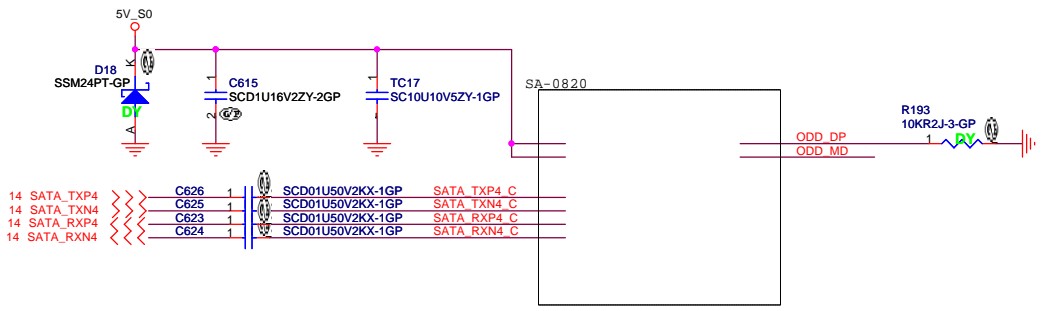 5V_S0
K
D18
SSM24PT-GP
DY
A
1
C615
SCD1U16V2ZY-2GP
2
1
TC17
SC10U10V5ZY-1GP
SA-0820
ODD_DP
ODD_MD
R193
10KR2J-3-GP
1
DY
14 SATA_TXP4
C626
1
SCD01U50V2KX-1GP
SATA_TXP4_C
14 SATA_TXN4
C625
1
SCD01U50V2KX-1GP
SATA_TXN4_C
14 SATA_RXP4
C623
1
SCD01U50V2KX-1GP
SATA_RXP4_C
14 SATA_RXN4
C624
1
SCD01U50V2KX-1GP
SATA_RXN4_C